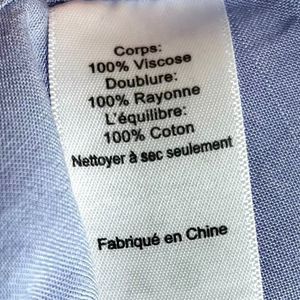 Corps:
100% Viscose
Doublure:
100% Rayonne
L'équilibre:
100% Coton
Nettoyer à sec seulement
Fabriqué en Chine